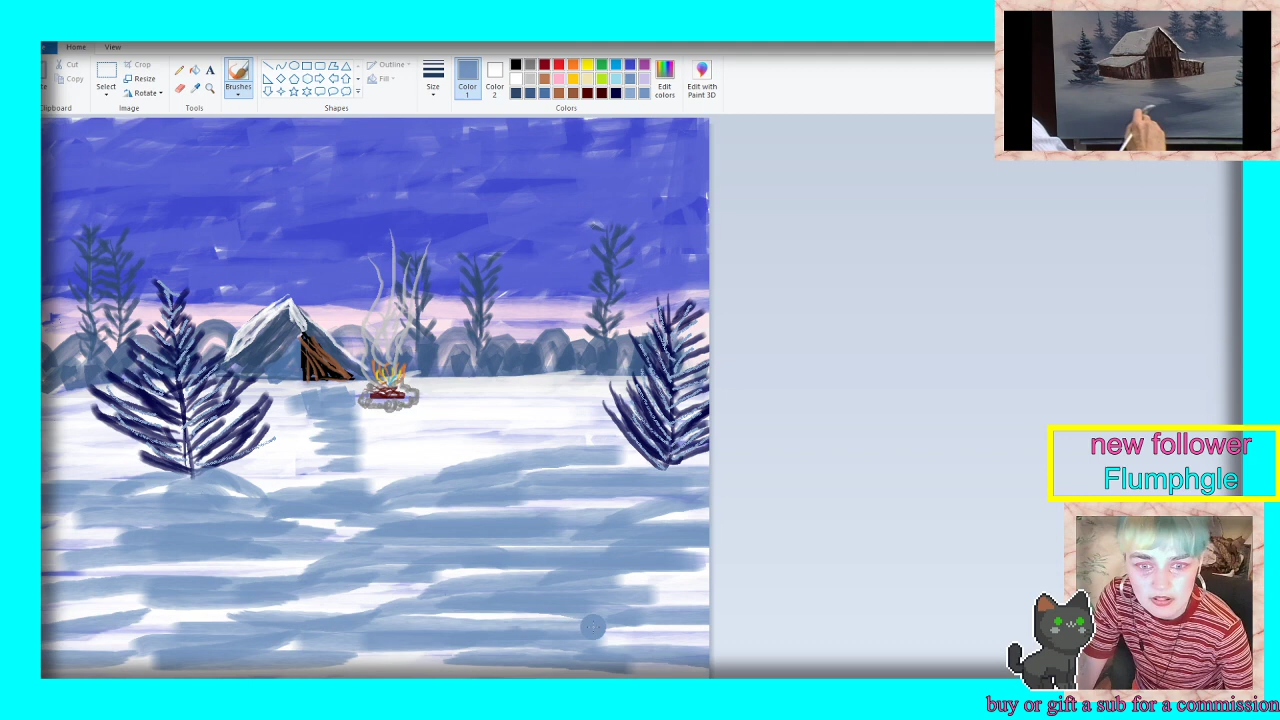 Home View
Cut
Copy
Clipboard
Select
Crop
Resize
Rotate
Image
Tools
Brushes
Shapes
Outline
Fill
Size
Color
1
Color
2
Colors
Edit
colors
Edit with
Paint 3D
new follower
Flumphgle
buy or gift a sub for a commission